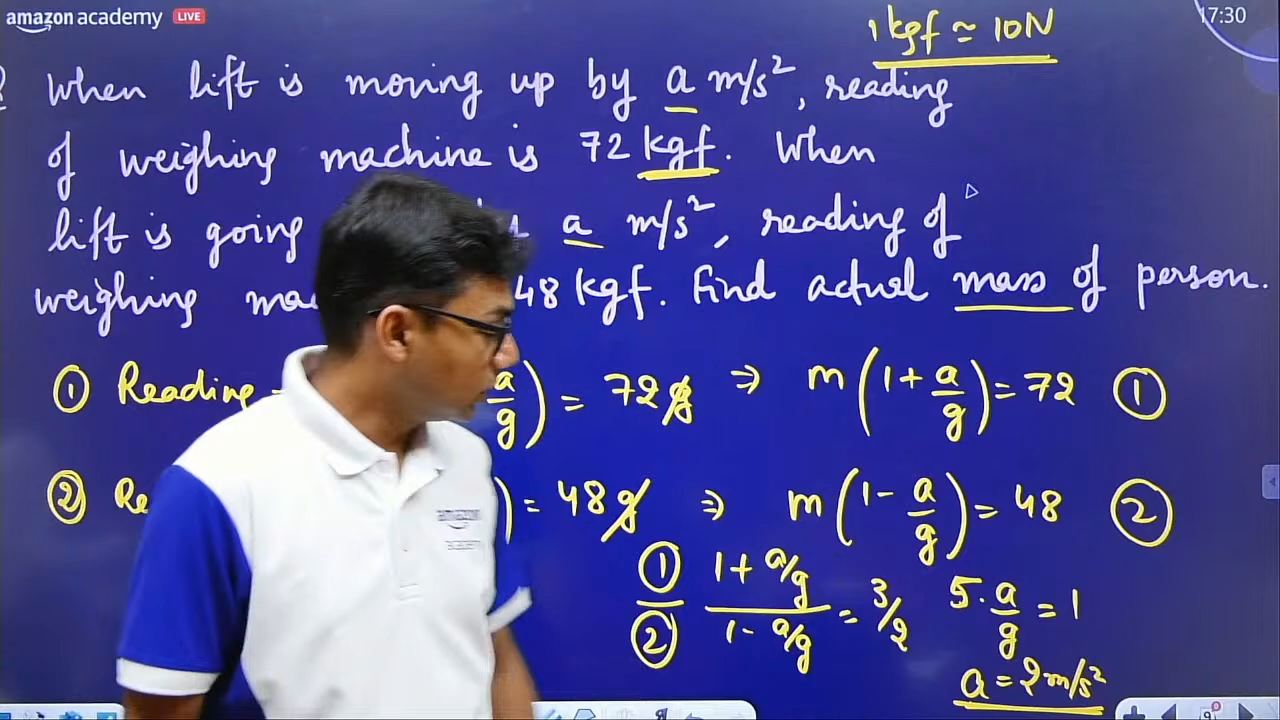 amazon academy LIVE
17:30
1 kgf ≃ 10N
When lift is moving up by a m/s², reading
of weighing machine is 72 kgf. When
lift is going a m/s², reading of
weighing 48 kgf. Find actual mass of person.
① Reading a/g) = 72g ⇒ m(1 + a/g) = 72 ①
② ) = 48g ⇒ m(1 - a/g) = 48 ②
①/② (1 + a/g)/(1 - a/g) = 3/2 5 · a/g = 1
a = 2 m/s²